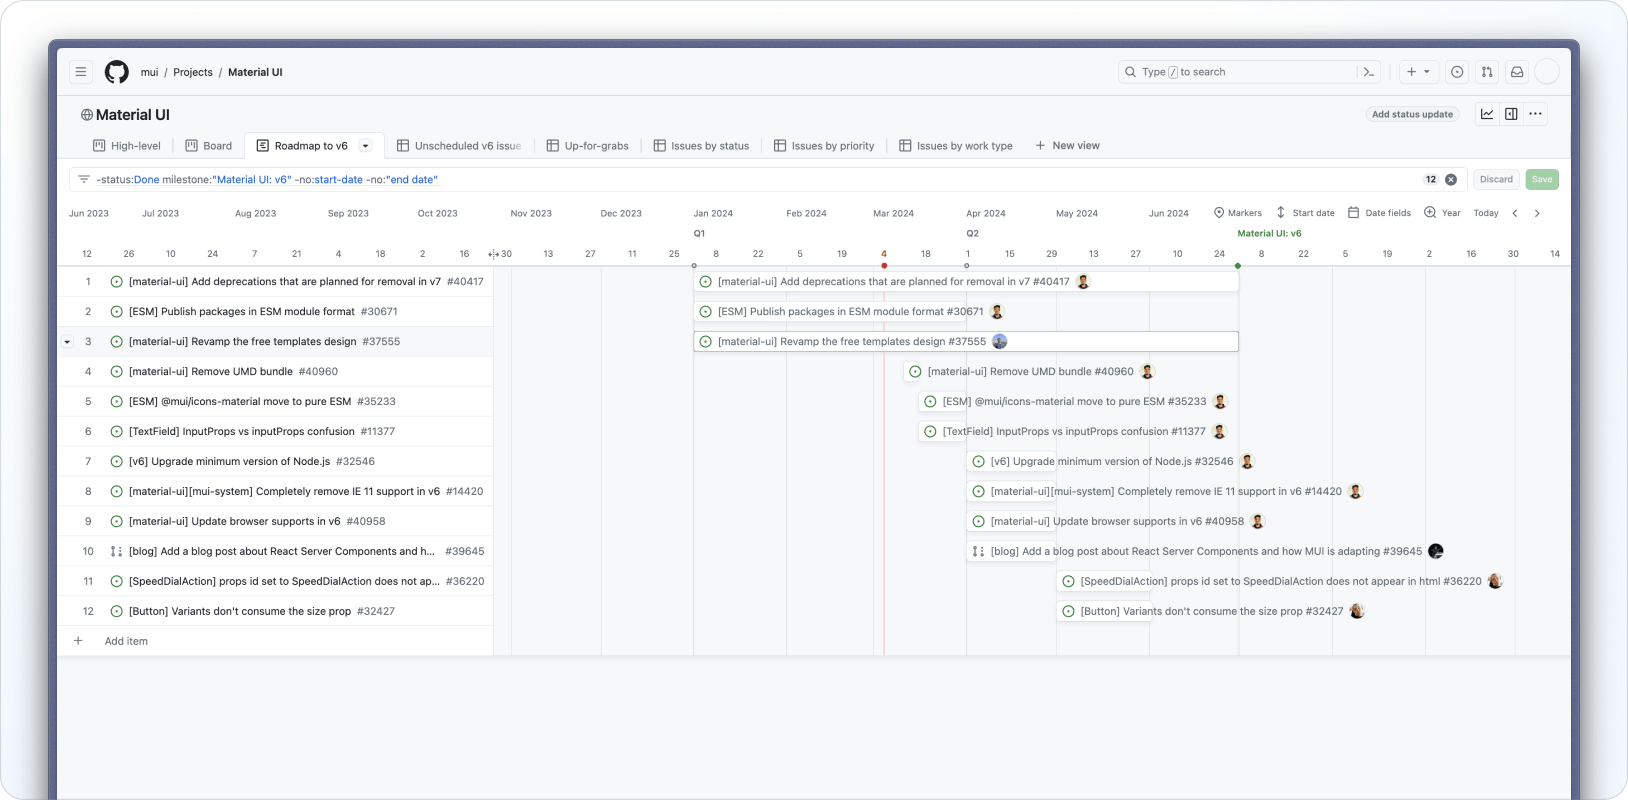 mui / Projects / Material UI
Type / to search
Material UI
Add status update
High-level
Board
Roadmap to v6
Unscheduled v6 issue
Up-for-grabs
Issues by status
Issues by priority
Issues by work type
New view
-status:Done milestone:"Material UI: v6" -no:start-date -no:"end date"
12
Discard
Save
Jun 2023 Jul 2023 Aug 2023 Sep 2023 Oct 2023 Nov 2023 Dec 2023 Jan 2024 Feb 2024 Mar 2024 Apr 2024 May 2024 Jun 2024
Markers Start date Date fields Year Today
Q1 Q2 Material UI: v6
12 26 10 24 7 21 4 18 2 16 30 13 27 11 25 8 22 5 19 4 18 1 15 29 13 27 10 24 8 22 5 19 2 16 30 14
1 [material-ui] Add deprecations that are planned for removal in v7 #40417
[material-ui] Add deprecations that are planned for removal in v7 #40417
2 [ESM] Publish packages in ESM module format #30671
[ESM] Publish packages in ESM module format #30671
3 [material-ui] Revamp the free templates design #37555
[material-ui] Revamp the free templates design #37555
4 [material-ui] Remove UMD bundle #40960
[material-ui] Remove UMD bundle #40960
5 [ESM] @mui/icons-material move to pure ESM #35233
[ESM] @mui/icons-material move to pure ESM #35233
6 [TextField] InputProps vs inputProps confusion #11377
[TextField] InputProps vs inputProps confusion #11377
7 [v6] Upgrade minimum version of Node.js #32546
[v6] Upgrade minimum version of Node.js #32546
8 [material-ui][mui-system] Completely remove IE 11 support in v6 #14420
[material-ui][mui-system] Completely remove IE 11 support in v6 #14420
9 [material-ui] Update browser supports in v6 #40958
[material-ui] Update browser supports in v6 #40958
10 [blog] Add a blog post about React Server Components and h... #39645
[blog] Add a blog post about React Server Components and how MUI is adapting #39645
11 [SpeedDialAction] props id set to SpeedDialAction does not ap... #36220
[SpeedDialAction] props id set to SpeedDialAction does not appear in html #36220
12 [Button] Variants don't consume the size prop #32427
[Button] Variants don't consume the size prop #32427
Add item